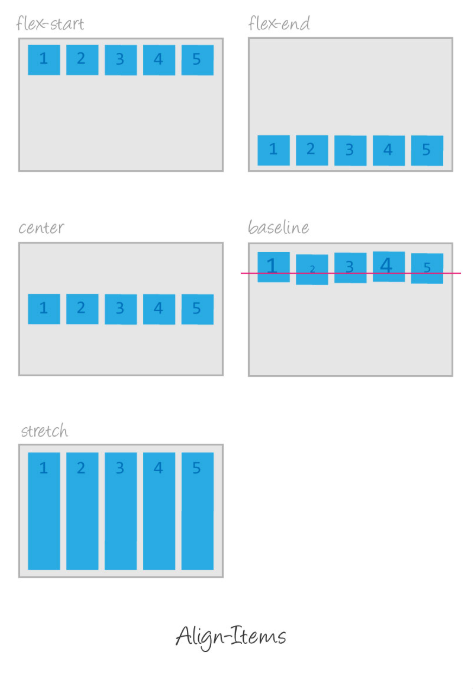 flex-start
1 2 3 4 5
flex-end
1 2 3 4 5
center
1 2 3 4 5
baseline
1 2 3 4 5
stretch
1 2 3 4 5
Align-Items